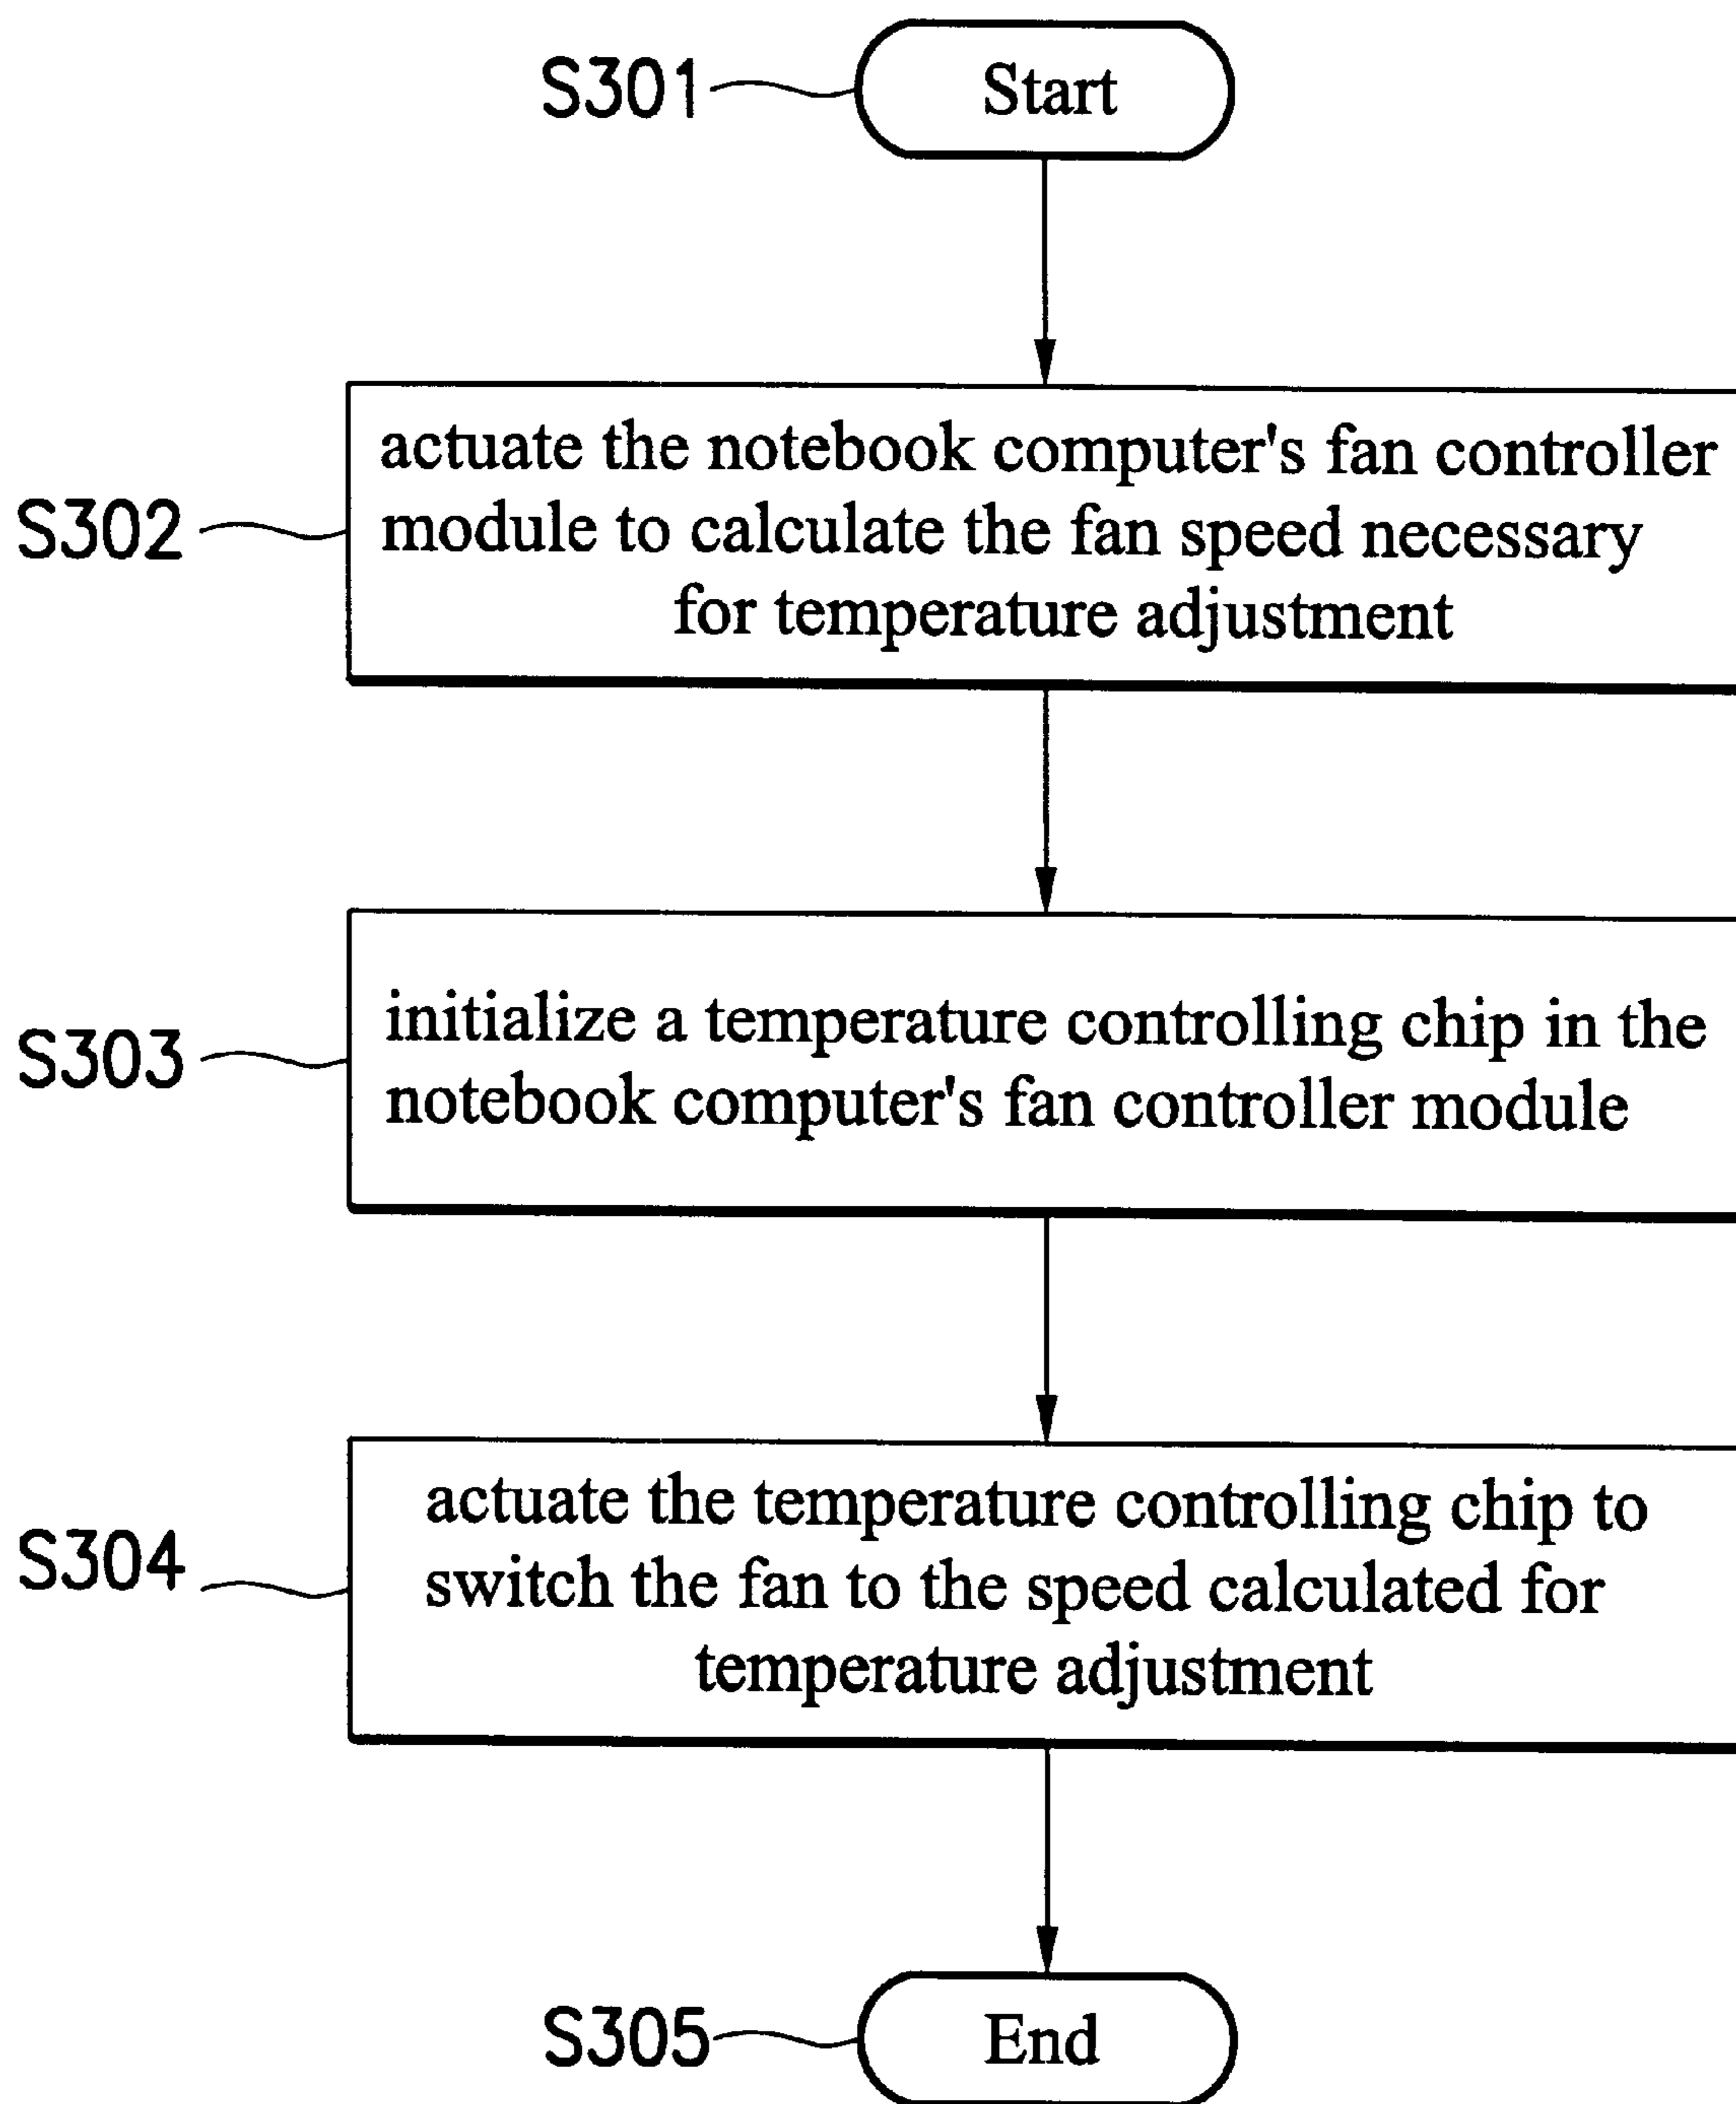 S301
Start
S302
actuate the notebook computer's fan controller
module to calculate the fan speed necessary
for temperature adjustment
S303
initialize a temperature controlling chip in the
notebook computer's fan controller module
S304
actuate the temperature controlling chip to
switch the fan to the speed calculated for
temperature adjustment
S305
End